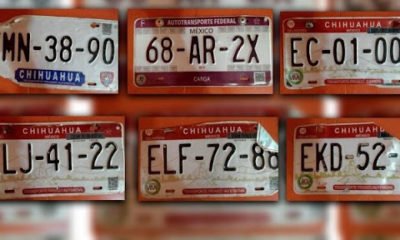 MN-38-90
CHIHUAHUA
AUTOTRANSPORTE FEDERAL
MÉXICO
68-AR-2X
CARGA
CHIHUAHUA
EC-01-00
CHIHUAHUA
LJ-41-22
CHIHUAHUA
ELF-72-86
CHIHUAHUA
EKD-52-